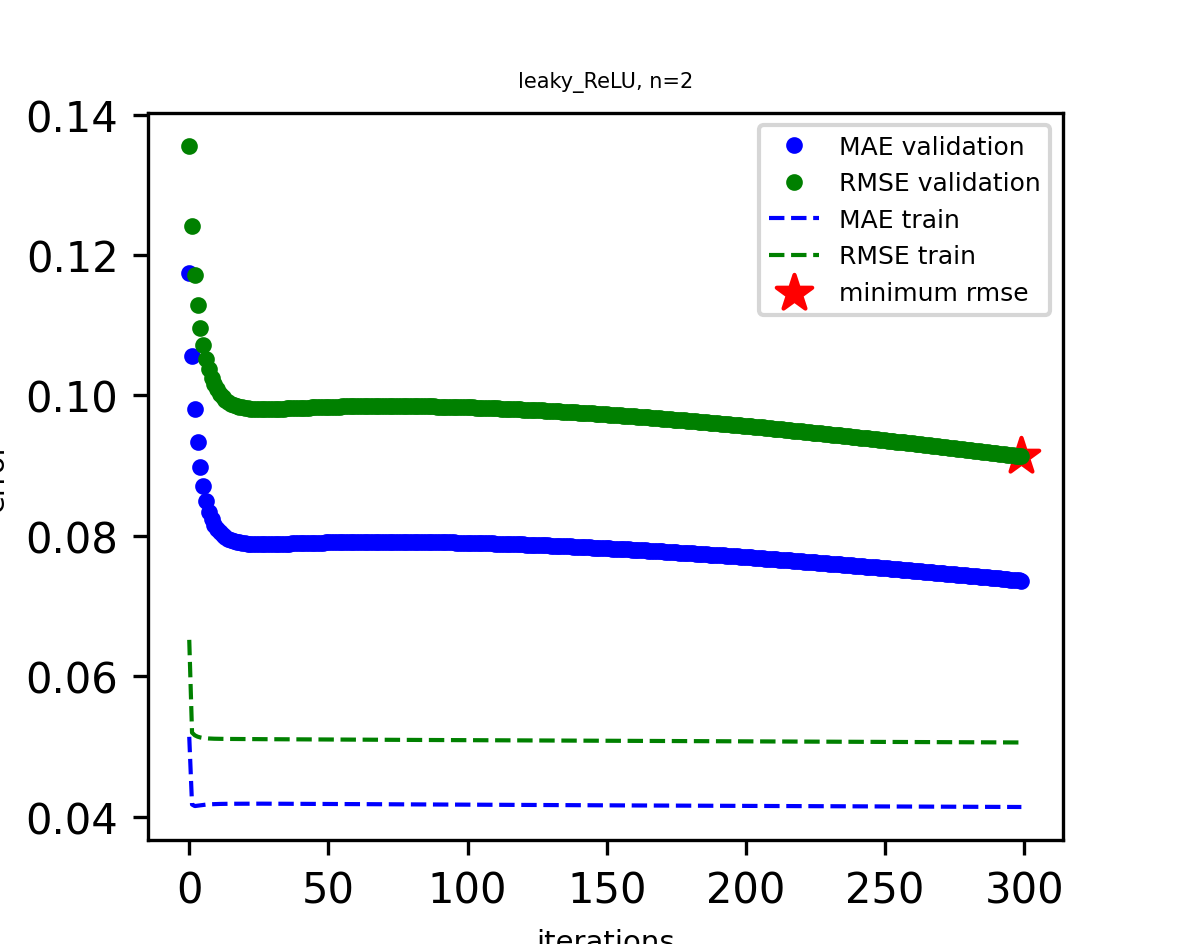 leaky_ReLU, n=2
0.14
0.12
0.10
0.08
0.06
0.04
MAE validation
RMSE validation
MAE train
RMSE train
minimum rmse
0 50 100 150 200 250 300
iterations